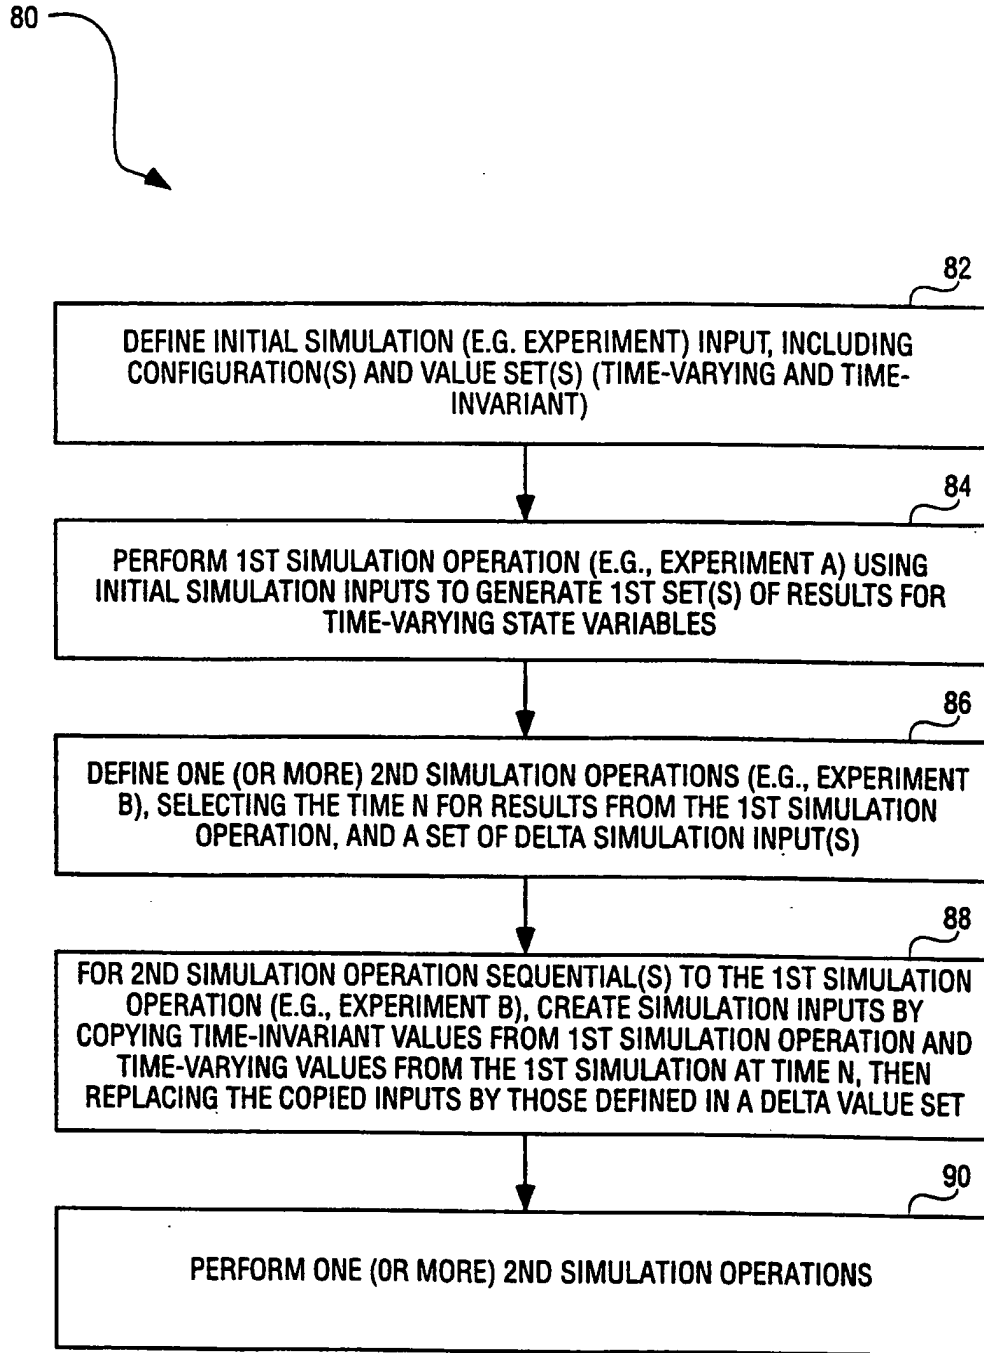 80
82
DEFINE INITIAL SIMULATION (E.G. EXPERIMENT) INPUT, INCLUDING
CONFIGURATION(S) AND VALUE SET(S) (TIME-VARYING AND TIME-
INVARIANT)
84
PERFORM 1ST SIMULATION OPERATION (E.G., EXPERIMENT A) USING
INITIAL SIMULATION INPUTS TO GENERATE 1ST SET(S) OF RESULTS FOR
TIME-VARYING STATE VARIABLES
86
DEFINE ONE (OR MORE) 2ND SIMULATION OPERATIONS (E.G., EXPERIMENT
B), SELECTING THE TIME N FOR RESULTS FROM THE 1ST SIMULATION
OPERATION, AND A SET OF DELTA SIMULATION INPUT(S)
88
FOR 2ND SIMULATION OPERATION SEQUENTIAL(S) TO THE 1ST SIMULATION
OPERATION (E.G., EXPERIMENT B), CREATE SIMULATION INPUTS BY
COPYING TIME-INVARIANT VALUES FROM 1ST SIMULATION OPERATION AND
TIME-VARYING VALUES FROM THE 1ST SIMULATION AT TIME N, THEN
REPLACING THE COPIED INPUTS BY THOSE DEFINED IN A DELTA VALUE SET
90
PERFORM ONE (OR MORE) 2ND SIMULATION OPERATIONS